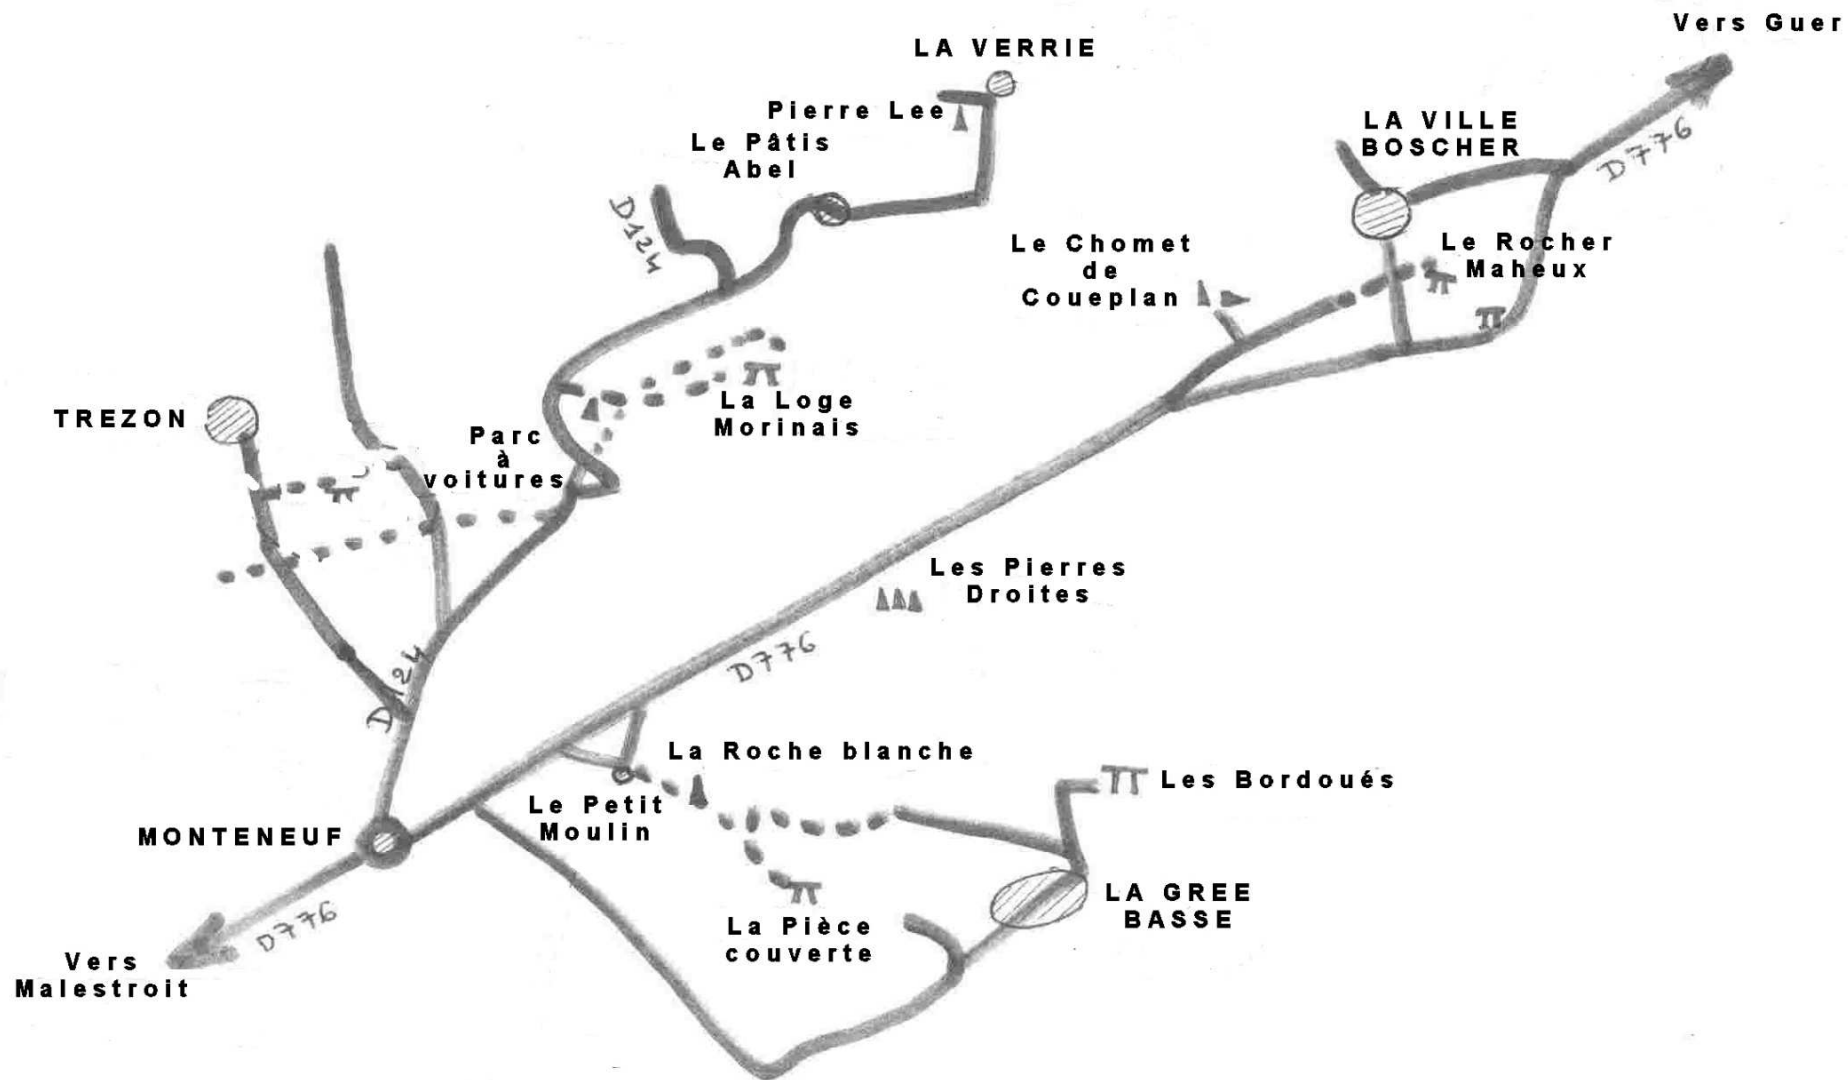 Vers Guer
LA VERRIE
Pierre Lee
Le Pâtis
Abel
LA VILLE
BOSCHER
D776
D124
Le Chomet
de
Coueplan
Le Rocher
Maheux
TREZON
La Loge
Morinais
Parc
à
voitures
Les Pierres
Droites
D776
D124
La Roche blanche
Les Bordoués
Le Petit
Moulin
MONTENEUF
LA GREE
BASSE
La Pièce
couverte
D776
Vers
Malestroit